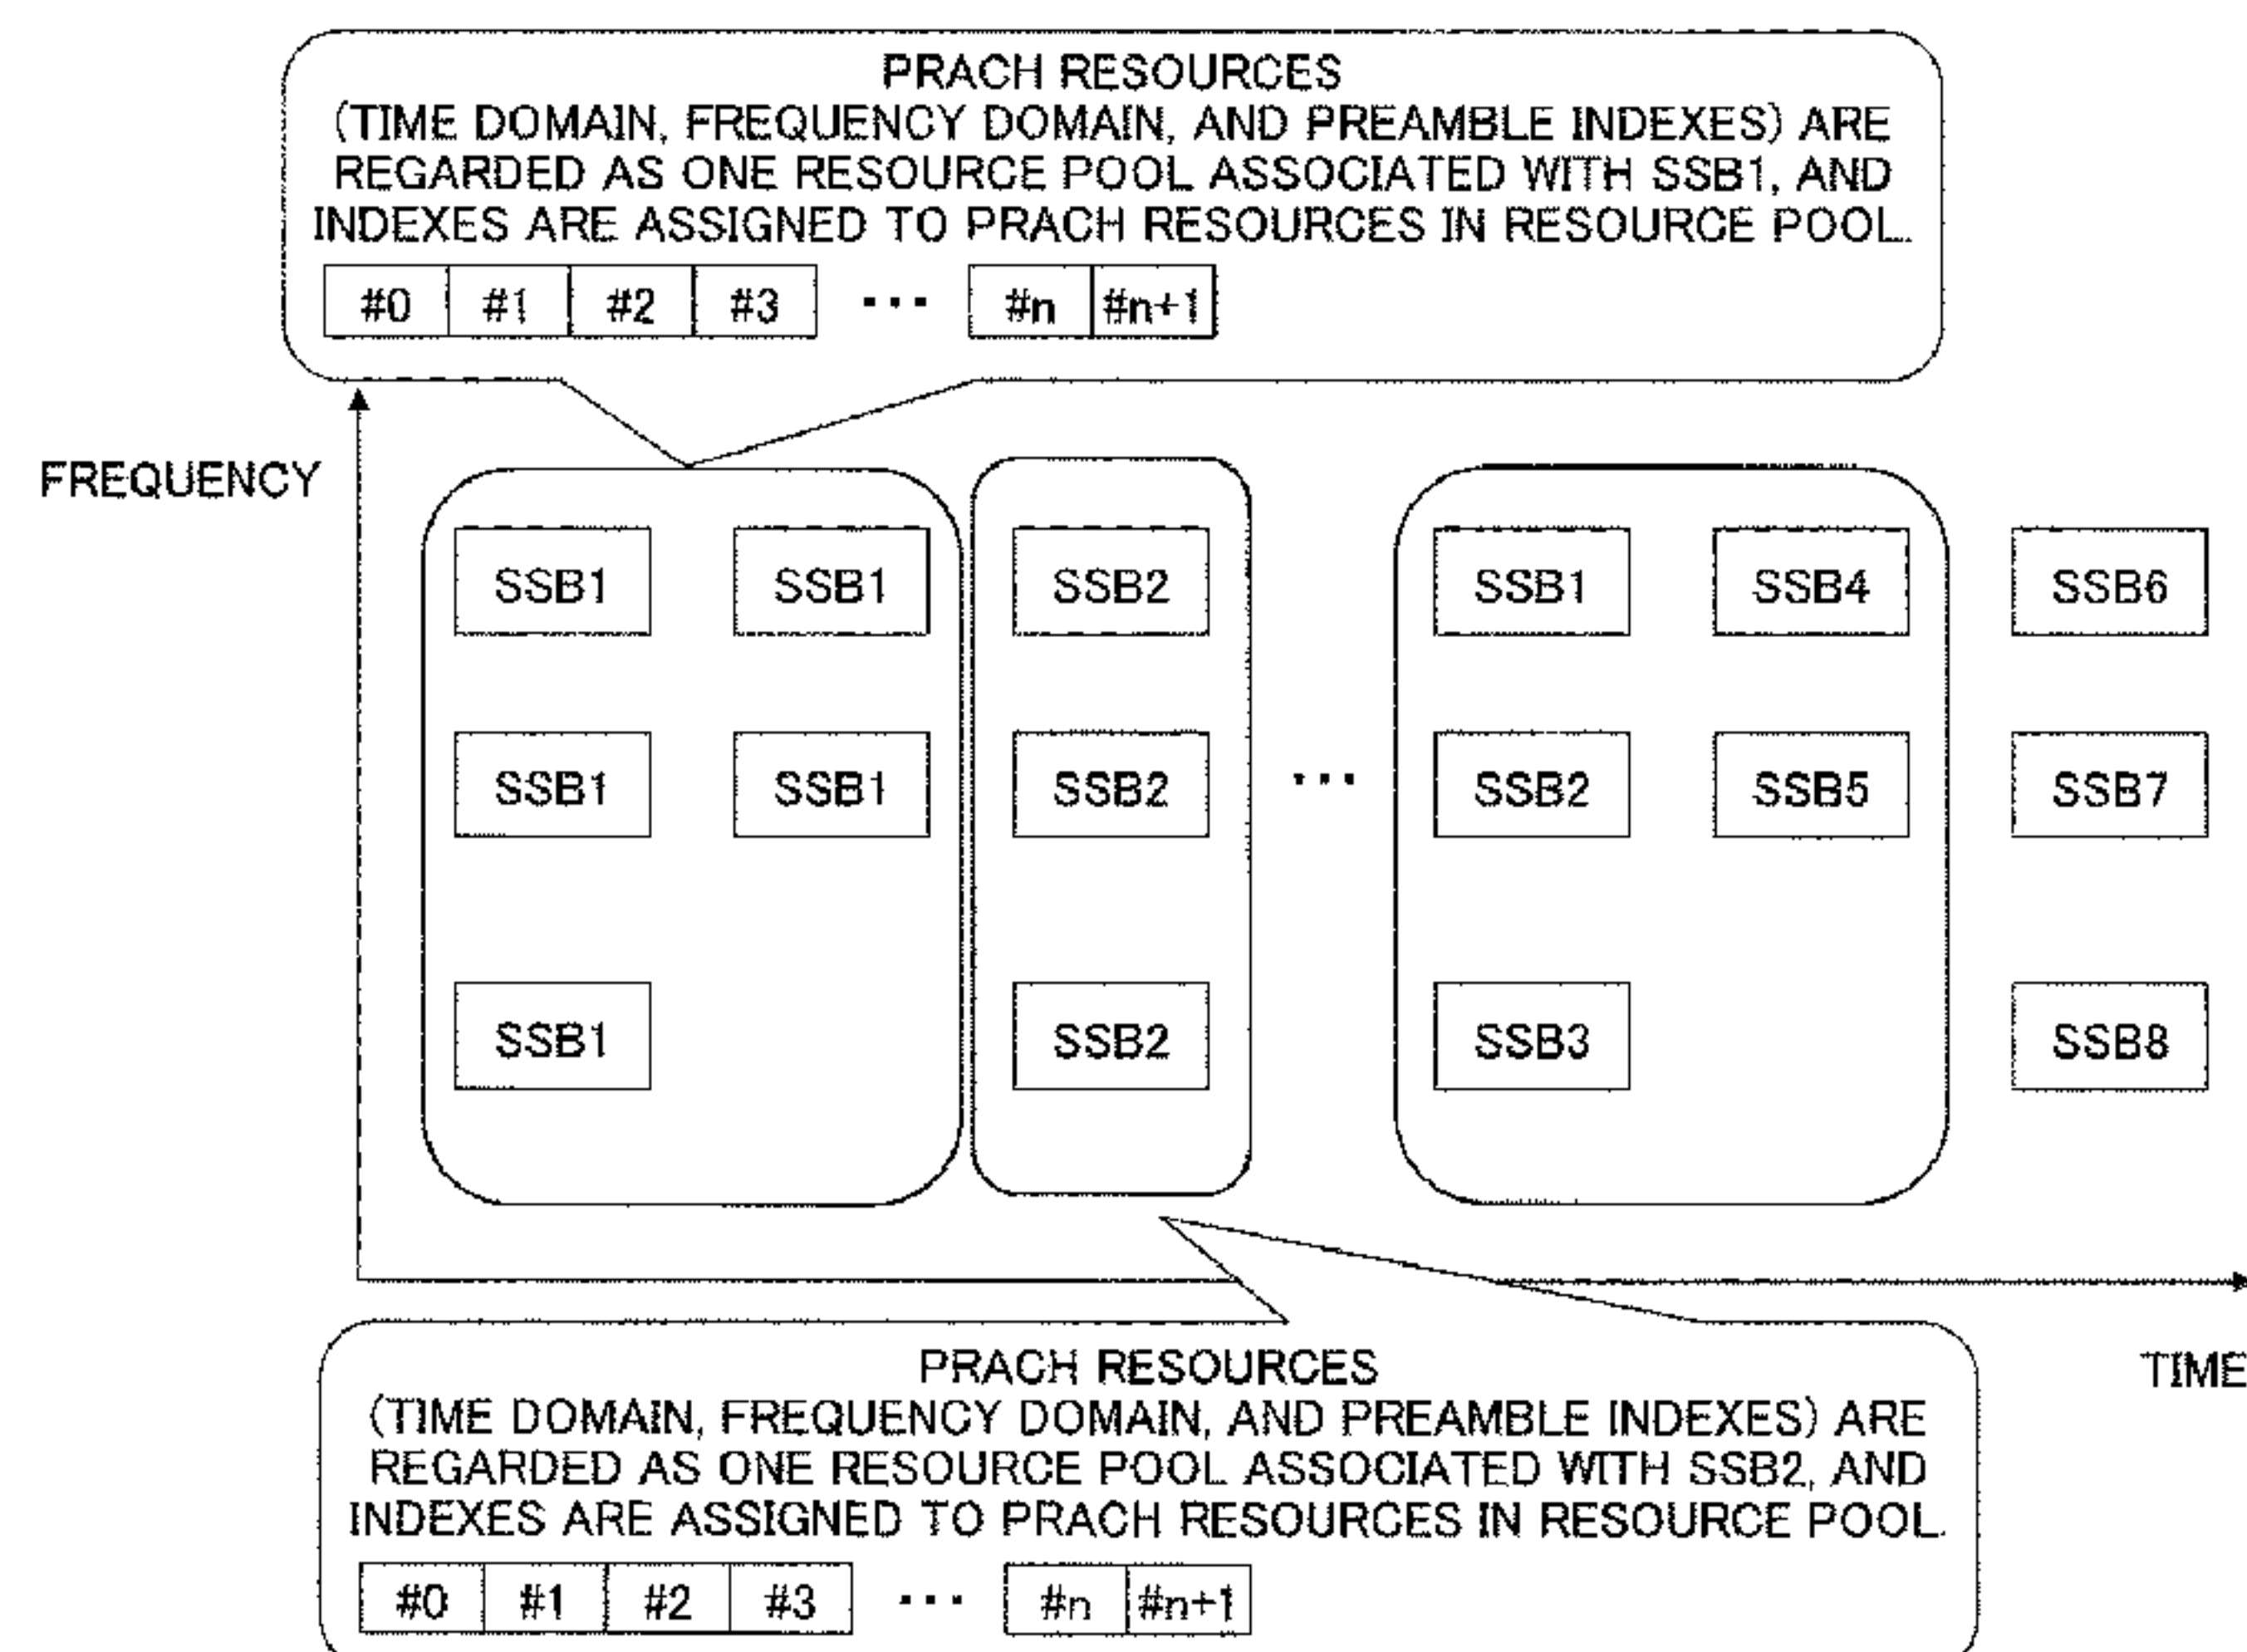 PRACH RESOURCES
(TIME DOMAIN, FREQUENCY DOMAIN, AND PREAMBLE INDEXES) ARE
REGARDED AS ONE RESOURCE POOL ASSOCIATED WITH SSB1, AND
INDEXES ARE ASSIGNED TO PRACH RESOURCES IN RESOURCE POOL.
#0 #1 #2 #3 ··· #n #n+1
FREQUENCY
SSB1 SSB1 SSB2 SSB1 SSB4 SSB6
SSB1 SSB1 SSB2 ··· SSB2 SSB5 SSB7
SSB1 SSB2 SSB3 SSB8
TIME
PRACH RESOURCES
(TIME DOMAIN, FREQUENCY DOMAIN, AND PREAMBLE INDEXES) ARE
REGARDED AS ONE RESOURCE POOL ASSOCIATED WITH SSB2, AND
INDEXES ARE ASSIGNED TO PRACH RESOURCES IN RESOURCE POOL.
#0 #1 #2 #3 ··· #n #n+1